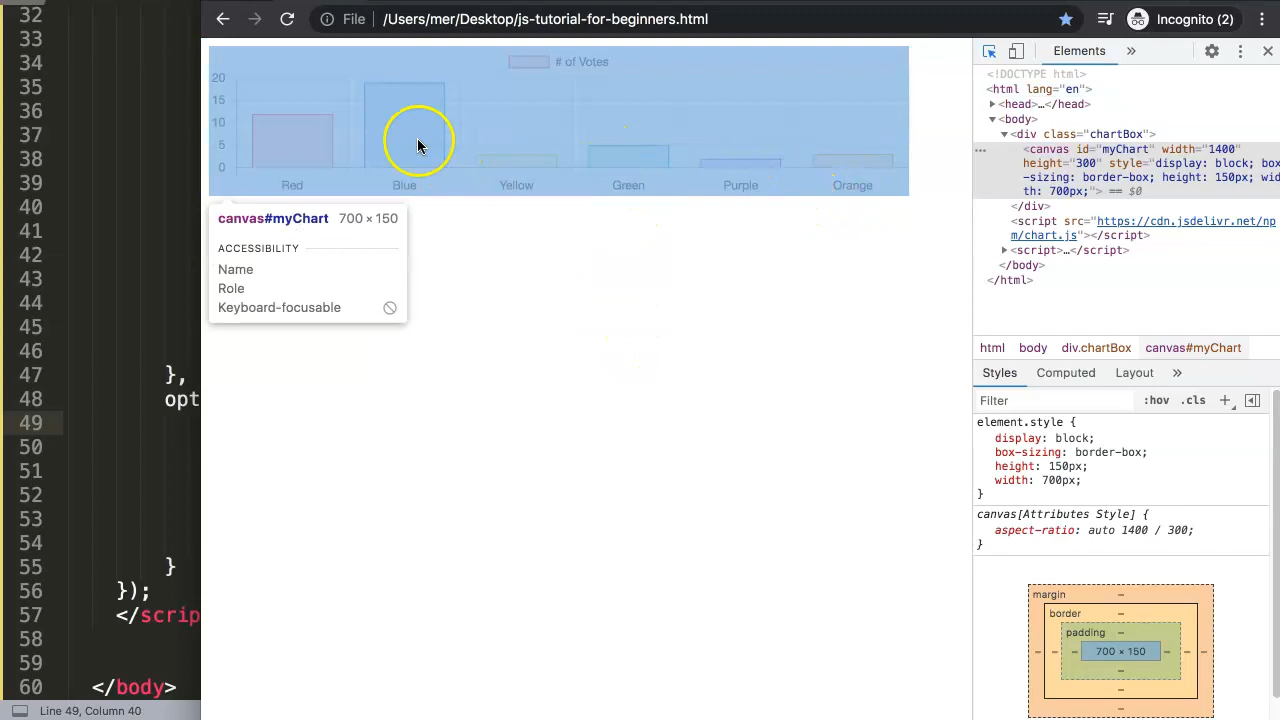 32
33
34
35
36
37
38
39
40
41
42
43
44
45
46
47 },
48 opt
49
50
51
52
53
54
55 }
56 });
57 </scrip
58
59
60 </body>
Line 49, Column 40
File /Users/mer/Desktop/js-tutorial-for-beginners.html Incognito (2)
# of Votes
20
15
10
5
0
Red Blue Yellow Green Purple Orange
canvas#myChart 700 × 150
ACCESSIBILITY
Name
Role
Keyboard-focusable
Elements »
<!DOCTYPE html>
<html lang="en">
<head>…</head>
<body>
<div class="chartBox">
<canvas id="myChart" width="1400"
height="300" style="display: block; box
-sizing: border-box; height: 150px; wid
th: 700px;"> == $0
</div>
<script src="https://cdn.jsdelivr.net/np
m/chart.js"></script>
<script>…</script>
</body>
</html>
html body div.chartBox canvas#myChart
Styles Computed Layout »
Filter :hov .cls +
element.style {
display: block;
box-sizing: border-box;
height: 150px;
width: 700px;
}
canvas[Attributes Style] {
aspect-ratio: auto 1400 / 300;
}
margin –
border –
padding –
– – – 700 × 150 – – –
–
–
–